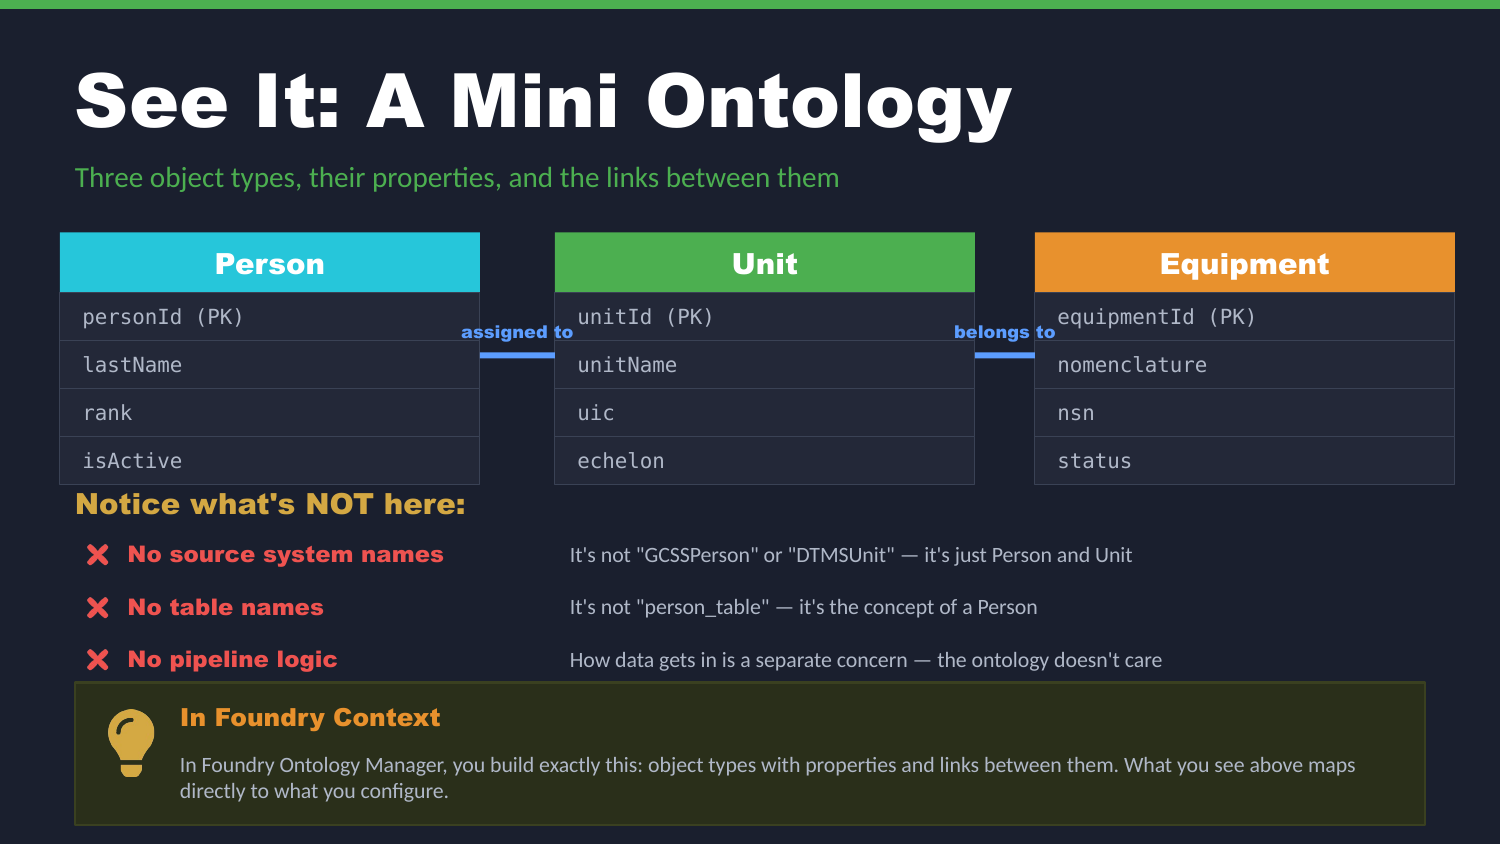 See It: A Mini Ontology
Three object types, their properties, and the links between them
Person
personId (PK)
lastName
rank
isActive
assigned to
Unit
unitId (PK)
unitName
uic
echelon
belongs to
Equipment
equipmentId (PK)
nomenclature
nsn
status
Notice what's NOT here:
No source system names
It's not "GCSSPerson" or "DTMSUnit" — it's just Person and Unit
No table names
It's not "person_table" — it's the concept of a Person
No pipeline logic
How data gets in is a separate concern — the ontology doesn't care
In Foundry Context
In Foundry Ontology Manager, you build exactly this: object types with properties and links between them. What you see above maps
directly to what you configure.